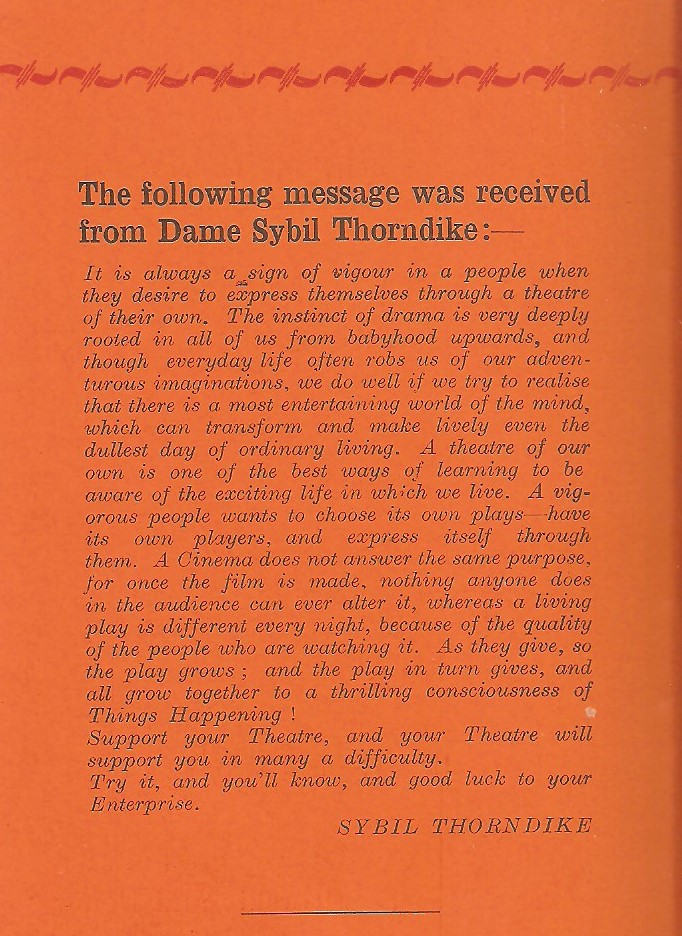 The following message was received
from Dame Sybil Thorndike:—
It is always a sign of vigour in a people when
they desire to express themselves through a theatre
of their own. The instinct of drama is very deeply
rooted in all of us from babyhood upwards, and
though everyday life often robs us of our adven-
turous imaginations, we do well if we try to realise
that there is a most entertaining world of the mind,
which can transform and make lively even the
dullest day of ordinary living. A theatre of our
own is one of the best ways of learning to be
aware of the exciting life in which we live. A vig-
orous people wants to choose its own plays—have
its own players, and express itself through
them. A Cinema does not answer the same purpose,
for once the film is made, nothing anyone does
in the audience can ever alter it, whereas a living
play is different every night, because of the quality
of the people who are watching it. As they give, so
the play grows ; and the play in turn gives, and
all grow together to a thrilling consciousness of
Things Happening !
Support your Theatre, and your Theatre will
support you in many a difficulty.
Try it, and you'll know, and good luck to your
Enterprise.
SYBIL THORNDIKE